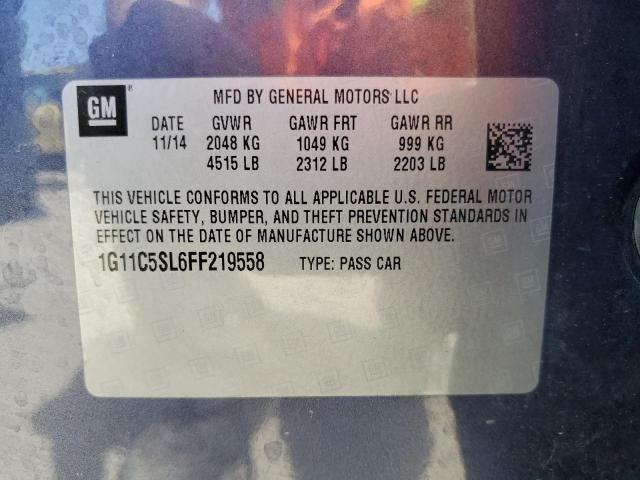 GM ®
MFD BY GENERAL MOTORS LLC
DATE GVWR GAWR FRT GAWR RR
11/14 2048 KG 1049 KG 999 KG
4515 LB 2312 LB 2203 LB
THIS VEHICLE CONFORMS TO ALL APPLICABLE U.S. FEDERAL MOTOR
VEHICLE SAFETY, BUMPER, AND THEFT PREVENTION STANDARDS IN
EFFECT ON THE DATE OF MANUFACTURE SHOWN ABOVE.
1G11C5SL6FF219558 TYPE: PASS CAR